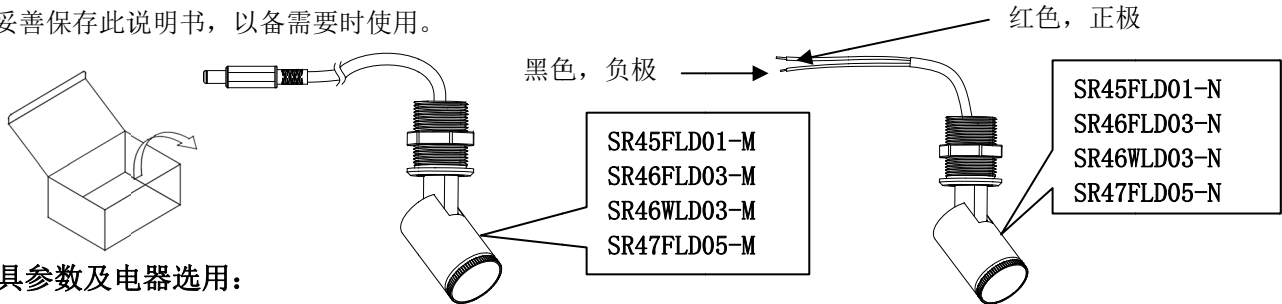 妥善保存此说明书，以备需要时使用。
红色，正极
黑色，负极
SR45FLD01-M
SR46FLD03-M
SR46WLD03-M
SR47FLD05-M
SR45FLD01-N
SR46FLD03-N
SR46WLD03-N
SR47FLD05-N
具参数及电器选用：